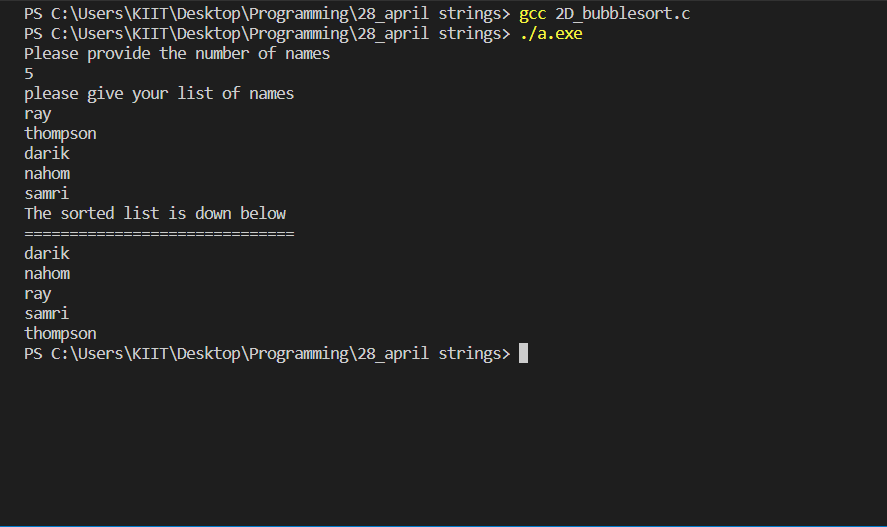 PS C:\Users\KIIT\Desktop\Programming\28_april strings> gcc 2D_bubblesort.c
PS C:\Users\KIIT\Desktop\Programming\28_april strings> ./a.exe
Please provide the number of names
5
please give your list of names
ray
thompson
darik
nahom
samri
The sorted list is down below
==============================
darik
nahom
ray
samri
thompson
PS C:\Users\KIIT\Desktop\Programming\28_april strings>